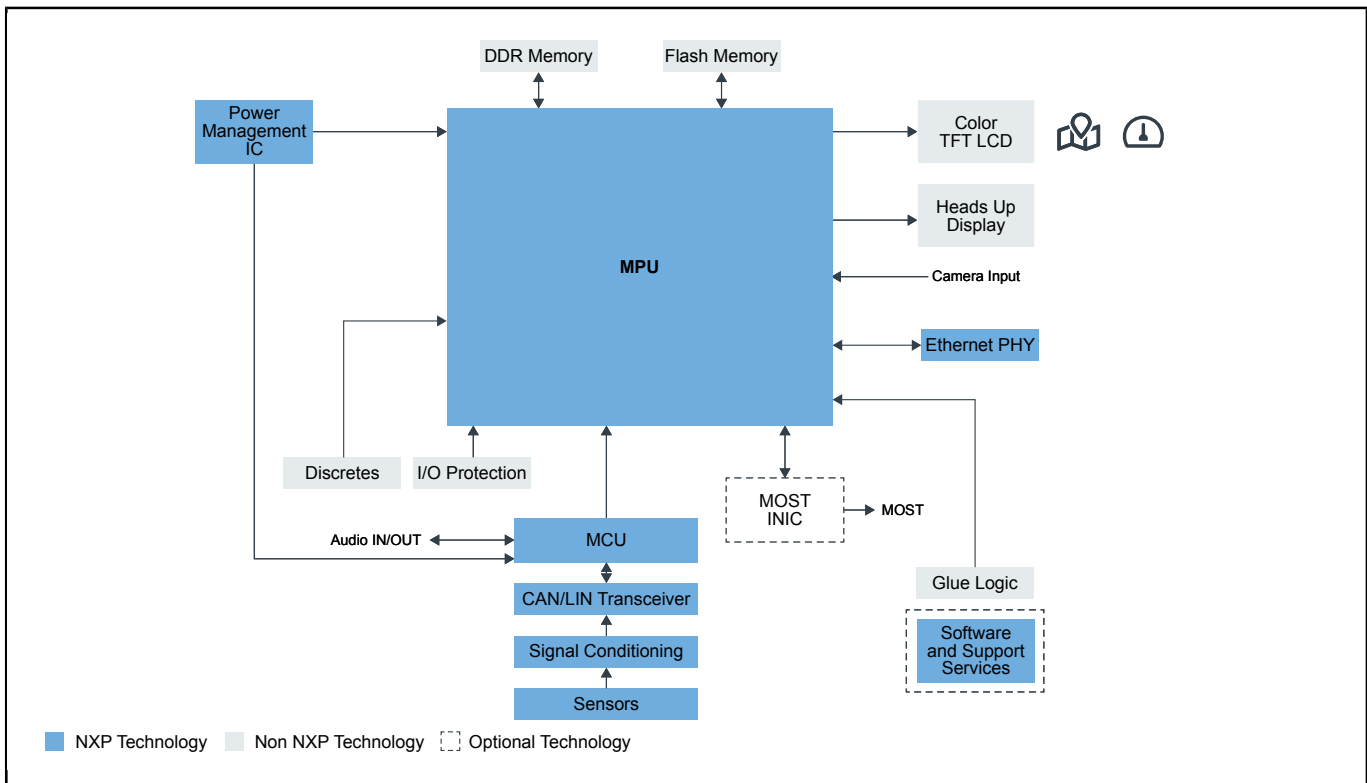 DDR Memory
Flash Memory
Power
Management
IC
Color
TFT LCD
Heads Up
Display
MPU
Camera Input
Ethernet PHY
Discretes
I/O Protection
MOST
INIC
MOST
Audio IN/OUT
MCU
CAN/LIN Transceiver
Glue Logic
Signal Conditioning
Software
and Support
Services
Sensors
NXP Technology
Non NXP Technology
Optional Technology